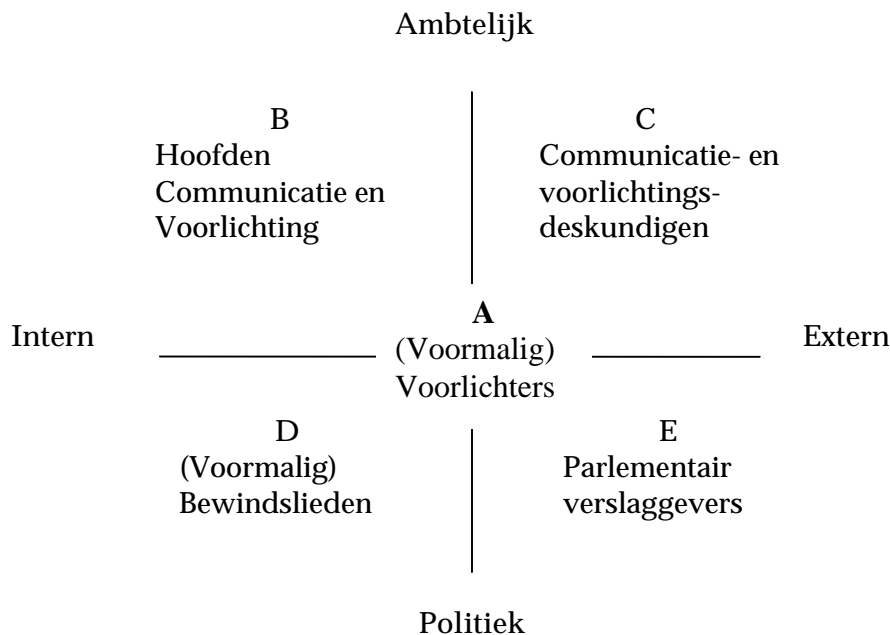 Ambtelijk
B
Hoofden
Communicatie en
Voorlichting
C
Communicatie- en
voorlichtings-
deskundigen
Intern
A
(Voormalig)
Voorlichters
Extern
D
(Voormalig)
Bewindslieden
E
Parlementair
verslaggevers
Politiek